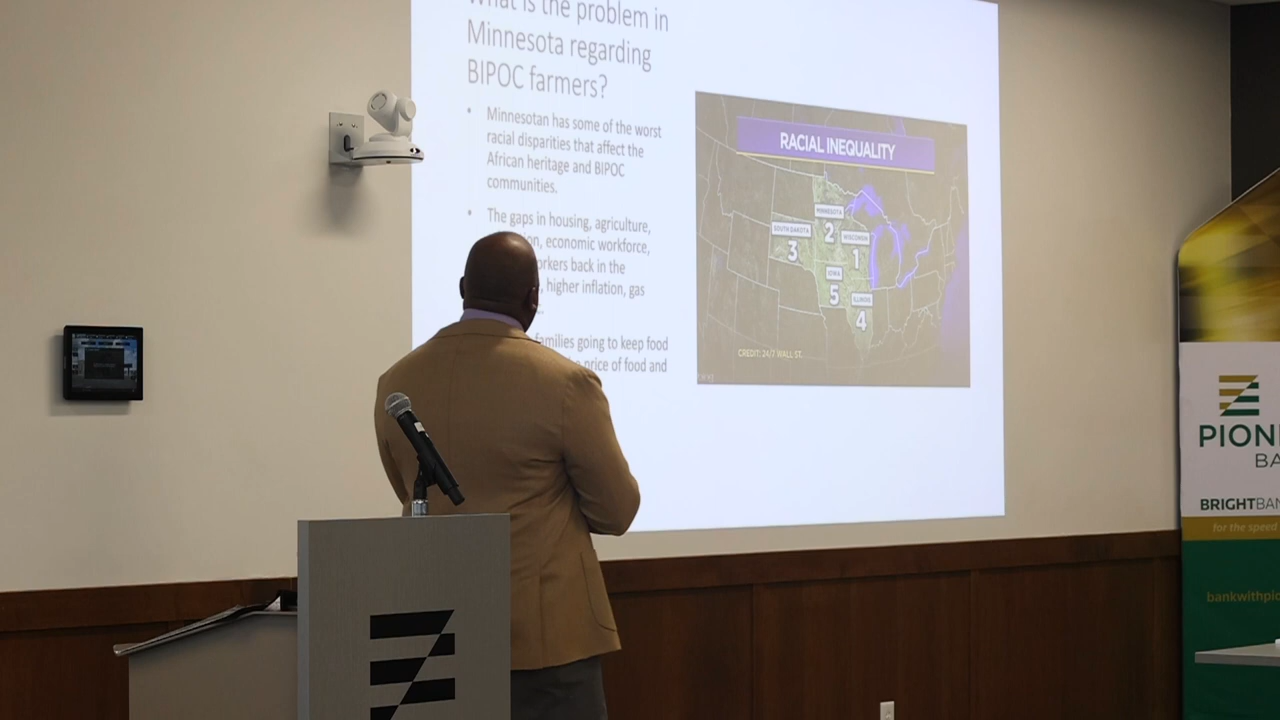 What is the problem in
Minnesota regarding
BIPOC farmers?
• Minnesotan has some of the worst
racial disparities that affect the
African heritage and BIPOC
communities.
• The gaps in housing, agriculture,
economic workforce,
back in the
higher inflation, gas
families going to keep food
price of food and
RACIAL INEQUALITY
MINNESOTA
2
SOUTH DAKOTA
3
WISCONSIN
1
IOWA
5
ILLINOIS
4
CREDIT: 24/7 WALL ST.
PION
BA
BRIGHTBAN
for the speed
bankwithpio